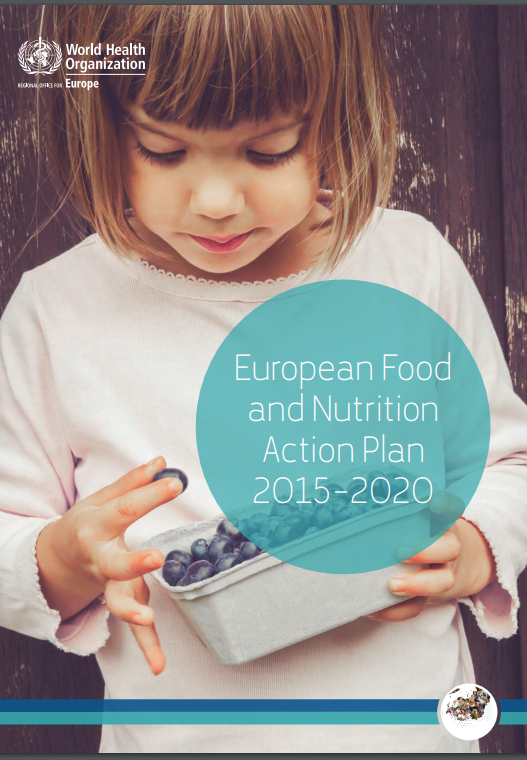 World Health
Organization
REGIONAL OFFICE FOR Europe
European Food
and Nutrition
Action Plan
2015–2020